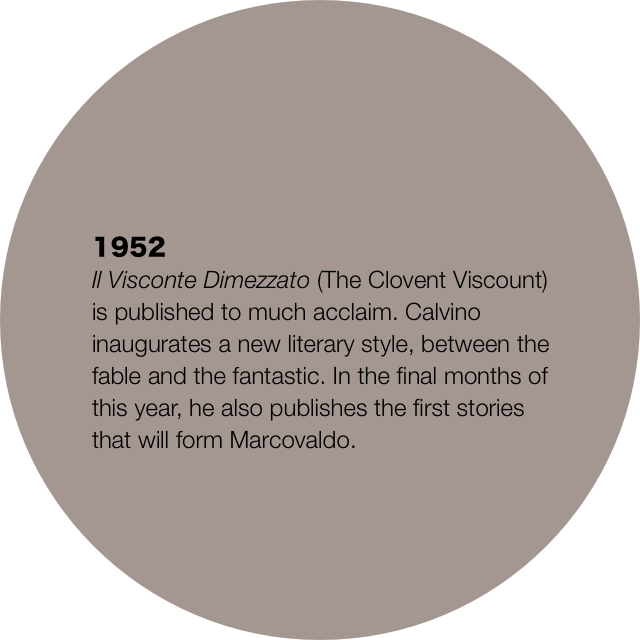 1952
Il Visconte Dimezzato (The Clovent Viscount)
is published to much acclaim. Calvino
inaugurates a new literary style, between the
fable and the fantastic. In the final months of
this year, he also publishes the first stories
that will form Marcovaldo.